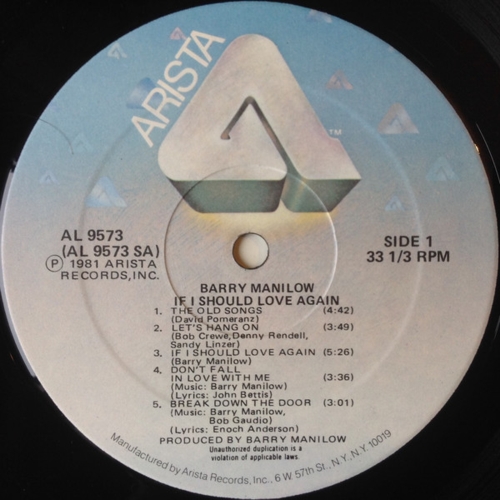 ARISTA
TM
AL 9573
(AL 9573 SA)
Ⓟ 1981 ARISTA
RECORDS, INC.
SIDE 1
33 1/3 RPM
BARRY MANILOW
IF I SHOULD LOVE AGAIN
1. THE OLD SONGS (4:42)
(David Pomeranz)
2. LET'S HANG ON (3:49)
(Bob Crewe, Denny Rendell,
Sandy Linzer)
3. IF I SHOULD LOVE AGAIN (5:26)
(Barry Manilow)
4. DON'T FALL
IN LOVE WITH ME (3:36)
(Music: Barry Manilow)
(Lyrics: John Bettis)
5. BREAK DOWN THE DOOR (3:01)
(Music: Barry Manilow,
Bob Gaudio)
(Lyrics: Enoch Anderson)
PRODUCED BY BARRY MANILOW
Unauthorized duplication is a
violation of applicable laws.
Manufactured by Arista Records, Inc., 6 W. 57th St., N.Y., N.Y. 10019